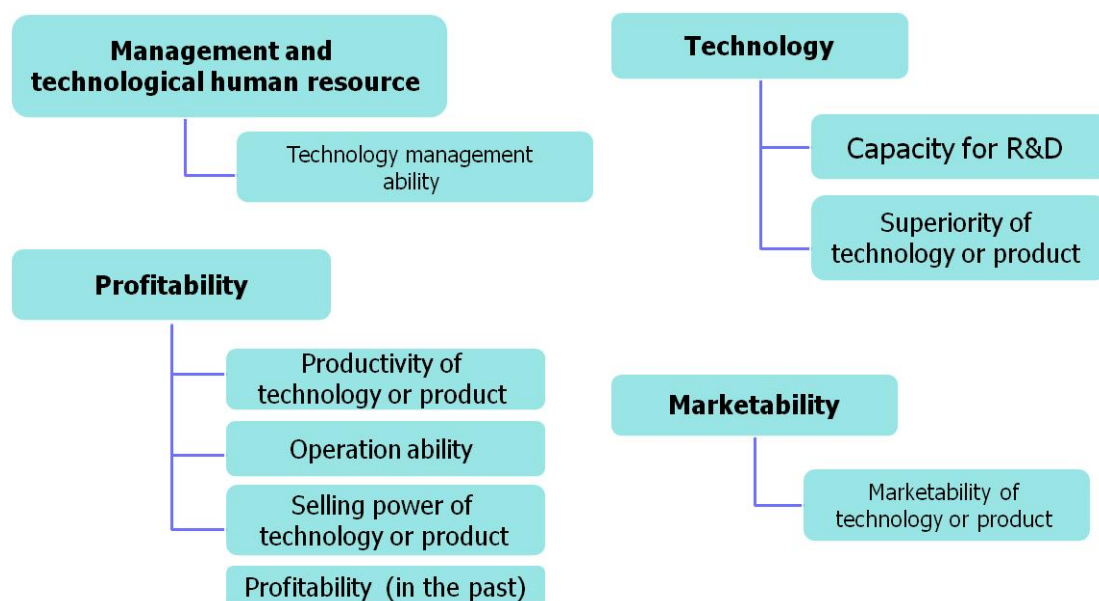 Management and
technological human resource
Technology management
ability
Profitability
Productivity of
technology or product
Operation ability
Selling power of
technology or product
Profitability (in the past)
Technology
Capacity for R&D
Superiority of
technology or product
Marketability
Marketability of
technology or product